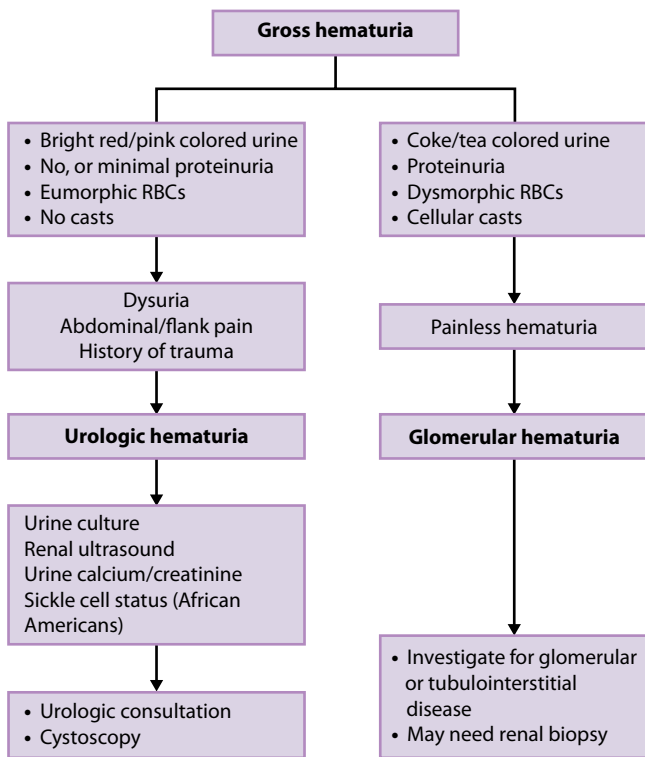 Gross hematuria
• Bright red/pink colored urine
• No, or minimal proteinuria
• Eumorphic RBCs
• No casts
Dysuria
Abdominal/flank pain
History of trauma
Urologic hematuria
Urine culture
Renal ultrasound
Urine calcium/creatinine
Sickle cell status (African
Americans)
• Urologic consultation
• Cystoscopy
• Coke/tea colored urine
• Proteinuria
• Dysmorphic RBCs
• Cellular casts
Painless hematuria
Glomerular hematuria
• Investigate for glomerular
or tubulointerstitial
disease
• May need renal biopsy